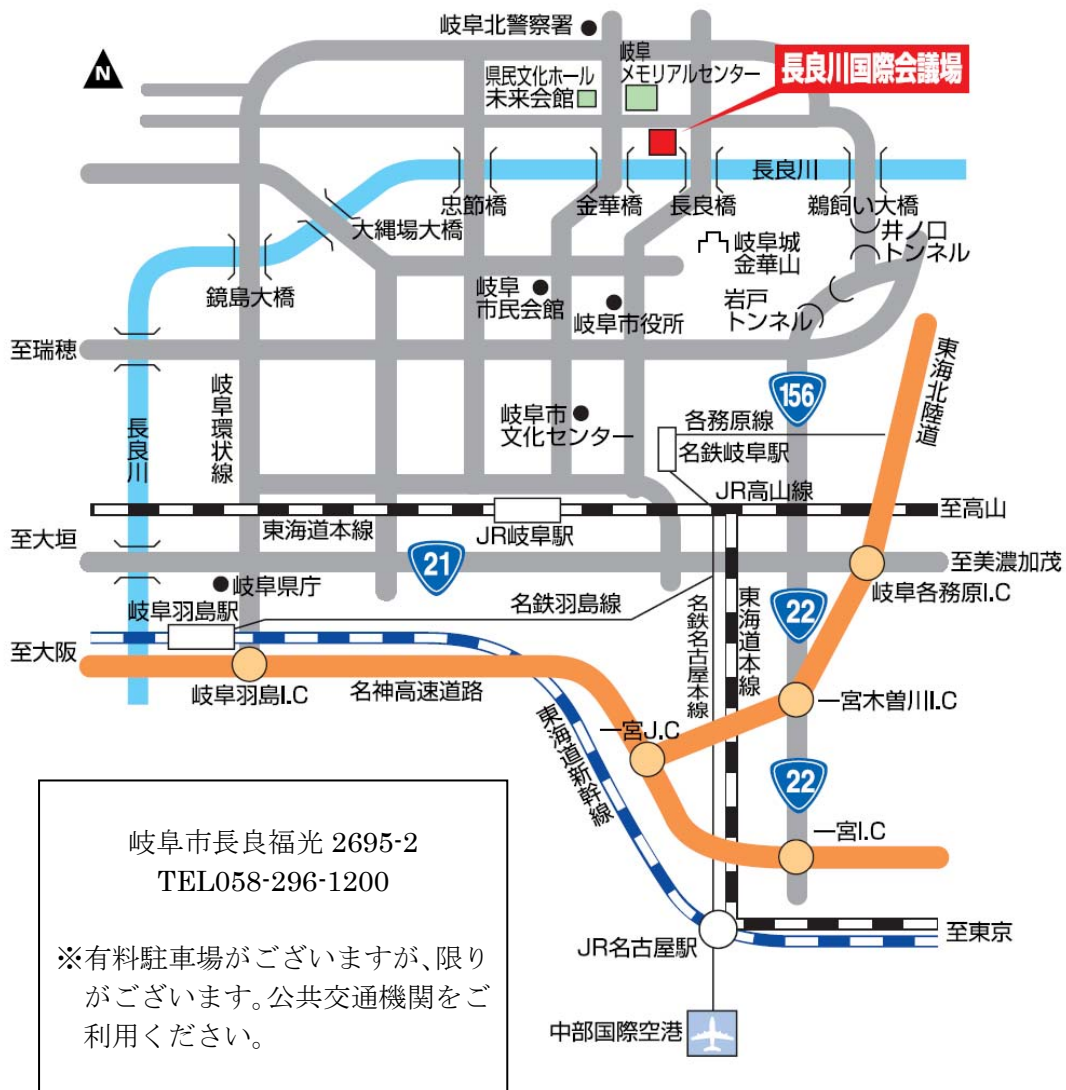 岐阜北警察署
N
岐阜
メモリアルセンター
県民文化ホール
未来会館
長良川国際会議場
長良川
忠節橋
金華橋
長良橋
鵜飼い大橋
大縄場大橋
井ノ口
トンネル
岐阜城
金華山
鏡島大橋
岐阜
市民会館
岐阜市役所
岩戸
トンネル
至瑞穂
東海北陸道
岐阜環状線
156
長良川
岐阜市
文化センター
各務原線
名鉄岐阜駅
JR高山線
至高山
東海道本線
JR岐阜駅
至大垣
21
至美濃加茂
岐阜県庁
岐阜各務原I.C
岐阜羽島駅
名鉄羽島線
名鉄名古屋本線
東海道本線
22
至大阪
岐阜羽島I.C
名神高速道路
一宮木曽川I.C
一宮J.C
東海道新幹線
22
一宮I.C
岐阜市長良福光 2695-2
TEL058-296-1200
※有料駐車場がございますが、限り
がございます。公共交通機関をご
利用ください。
JR名古屋駅
至東京
中部国際空港